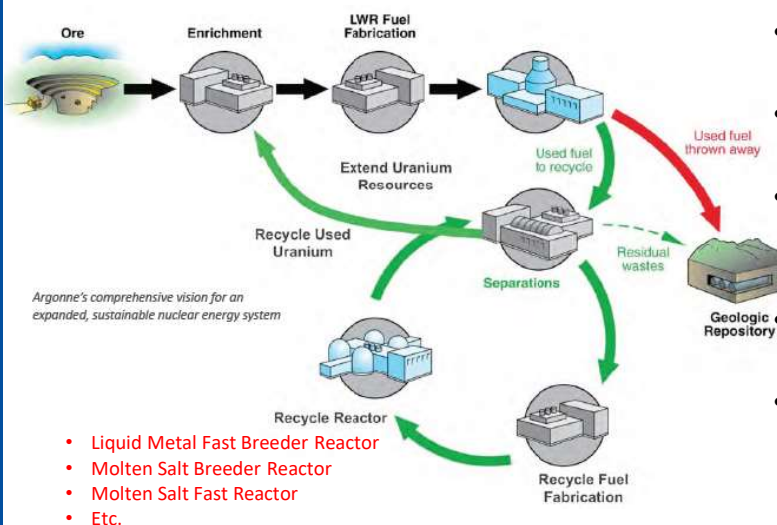 Ore
Enrichment
LWR Fuel
Fabrication
Used fuel
thrown away
Used fuel
to recycle
Extend Uranium
Resources
Recycle Used
Uranium
Separations
Residual
wastes
Argonne's comprehensive vision for an
expanded, sustainable nuclear energy system
Geologic
Repository
Recycle Reactor
• Liquid Metal Fast Breeder Reactor
• Molten Salt Breeder Reactor
• Molten Salt Fast Reactor
• Etc.
Recycle Fuel
Fabrication